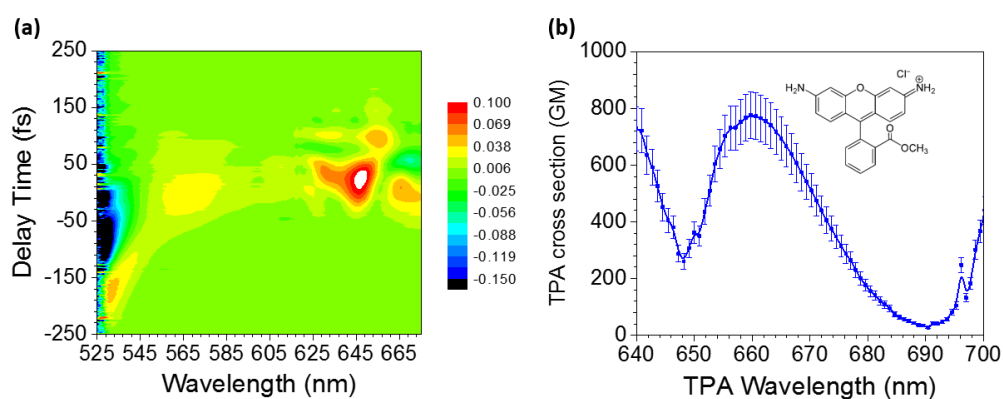 (a)
250
150
50
-50
-150
-250
Delay Time (fs)
525 545 565 585 605 625 645 665
Wavelength (nm)
0.100
0.069
0.038
0.006
-0.025
-0.056
-0.088
-0.119
-0.150
(b)
1000
800
600
400
200
0
TPA cross section (GM)
640 650 660 670 680 690 700
TPA Wavelength (nm)
Cl⁻
H₂N
O
NH₂
+
O
OCH₃